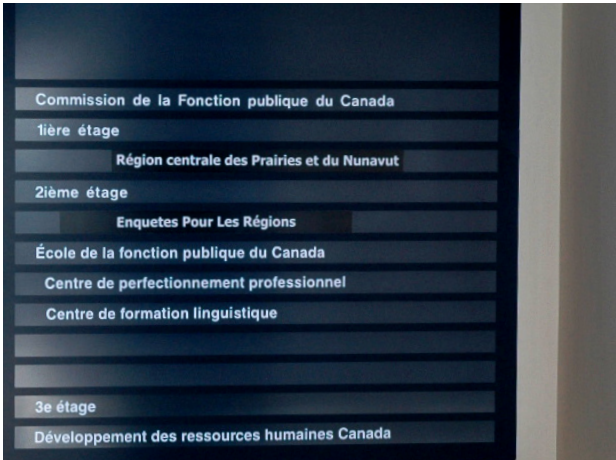 Commission de la Fonction publique du Canada
1ière étage
Région centrale des Prairies et du Nunavut
2ième étage
Enquetes Pour Les Régions
École de la fonction publique du Canada
Centre de perfectionnement professionnel
Centre de formation linguistique
3e étage
Développement des ressources humaines Canada